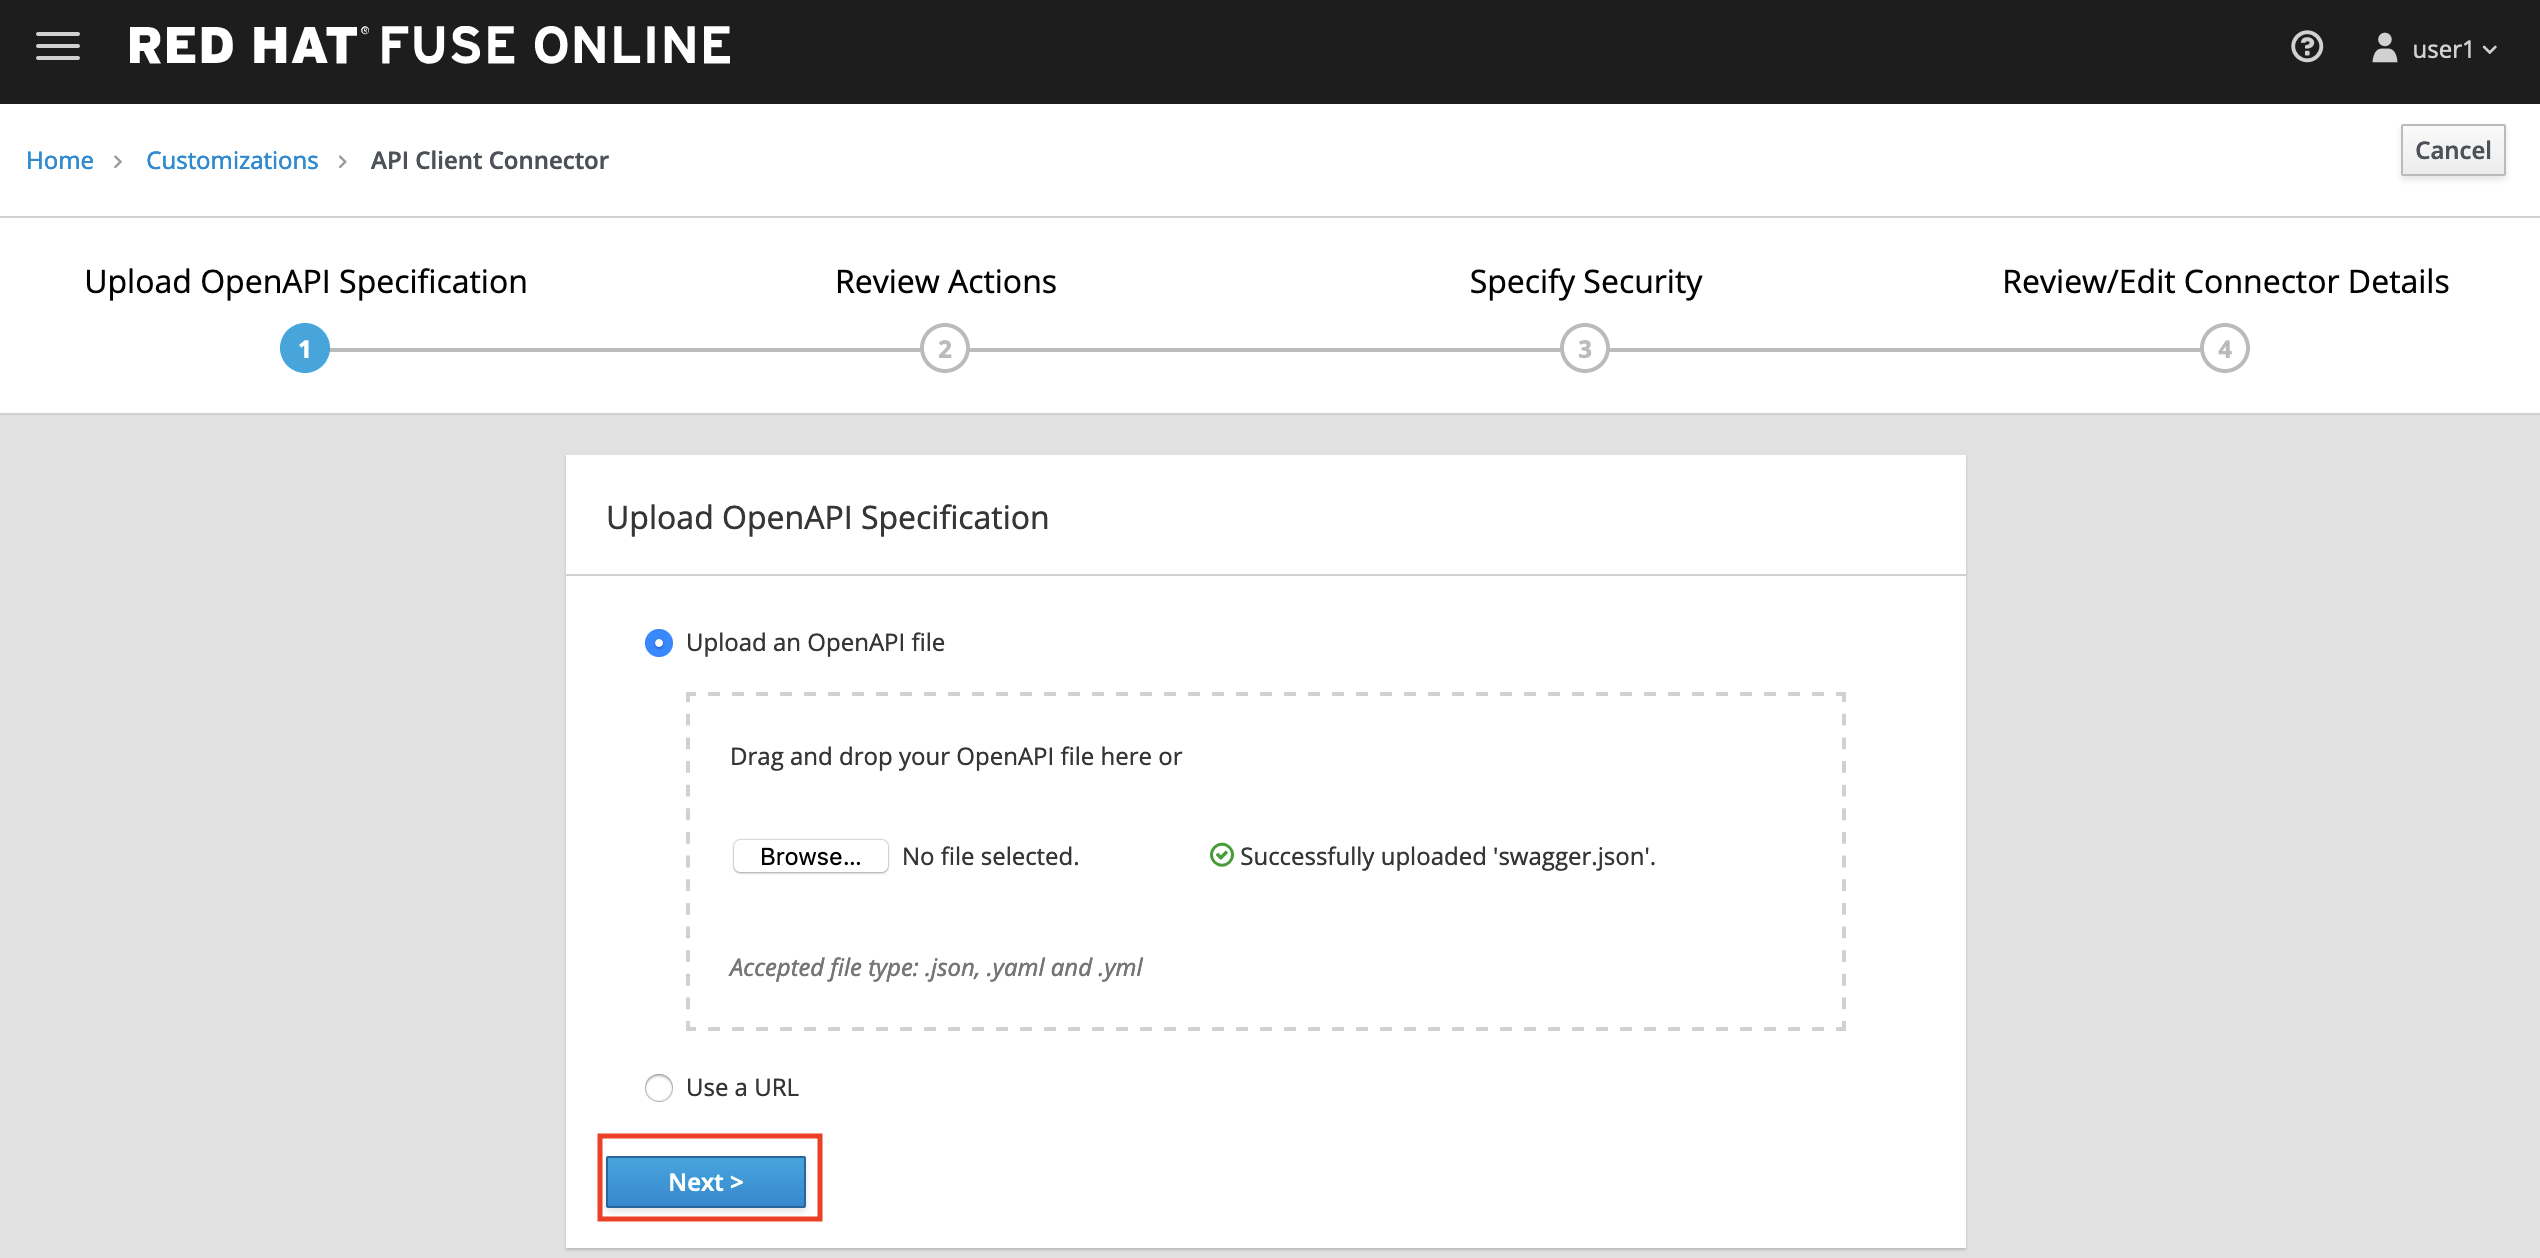 RED HAT® FUSE ONLINE
user1
Home > Customizations > API Client Connector
Cancel
Upload OpenAPI Specification
Review Actions
Specify Security
Review/Edit Connector Details
1
2
3
4
Upload OpenAPI Specification
Upload an OpenAPI file
Drag and drop your OpenAPI file here or
Browse... No file selected.
Successfully uploaded 'swagger.json'.
Accepted file type: .json, .yaml and .yml
Use a URL
Next >